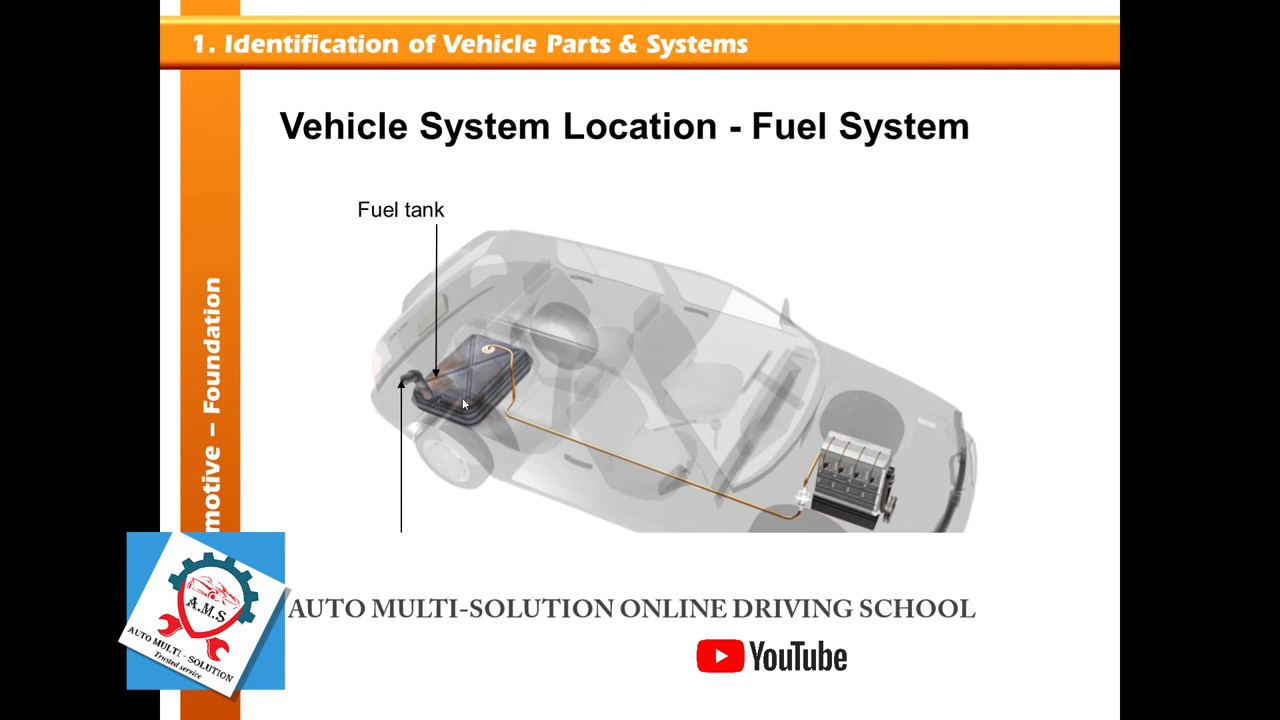 1. Identification of Vehicle Parts & Systems
Vehicle System Location - Fuel System
Fuel tank
motive – Foundation
A.M.S
AUTO MULTI - SOLUTION
Trusted service
AUTO MULTI-SOLUTION ONLINE DRIVING SCHOOL
YouTube